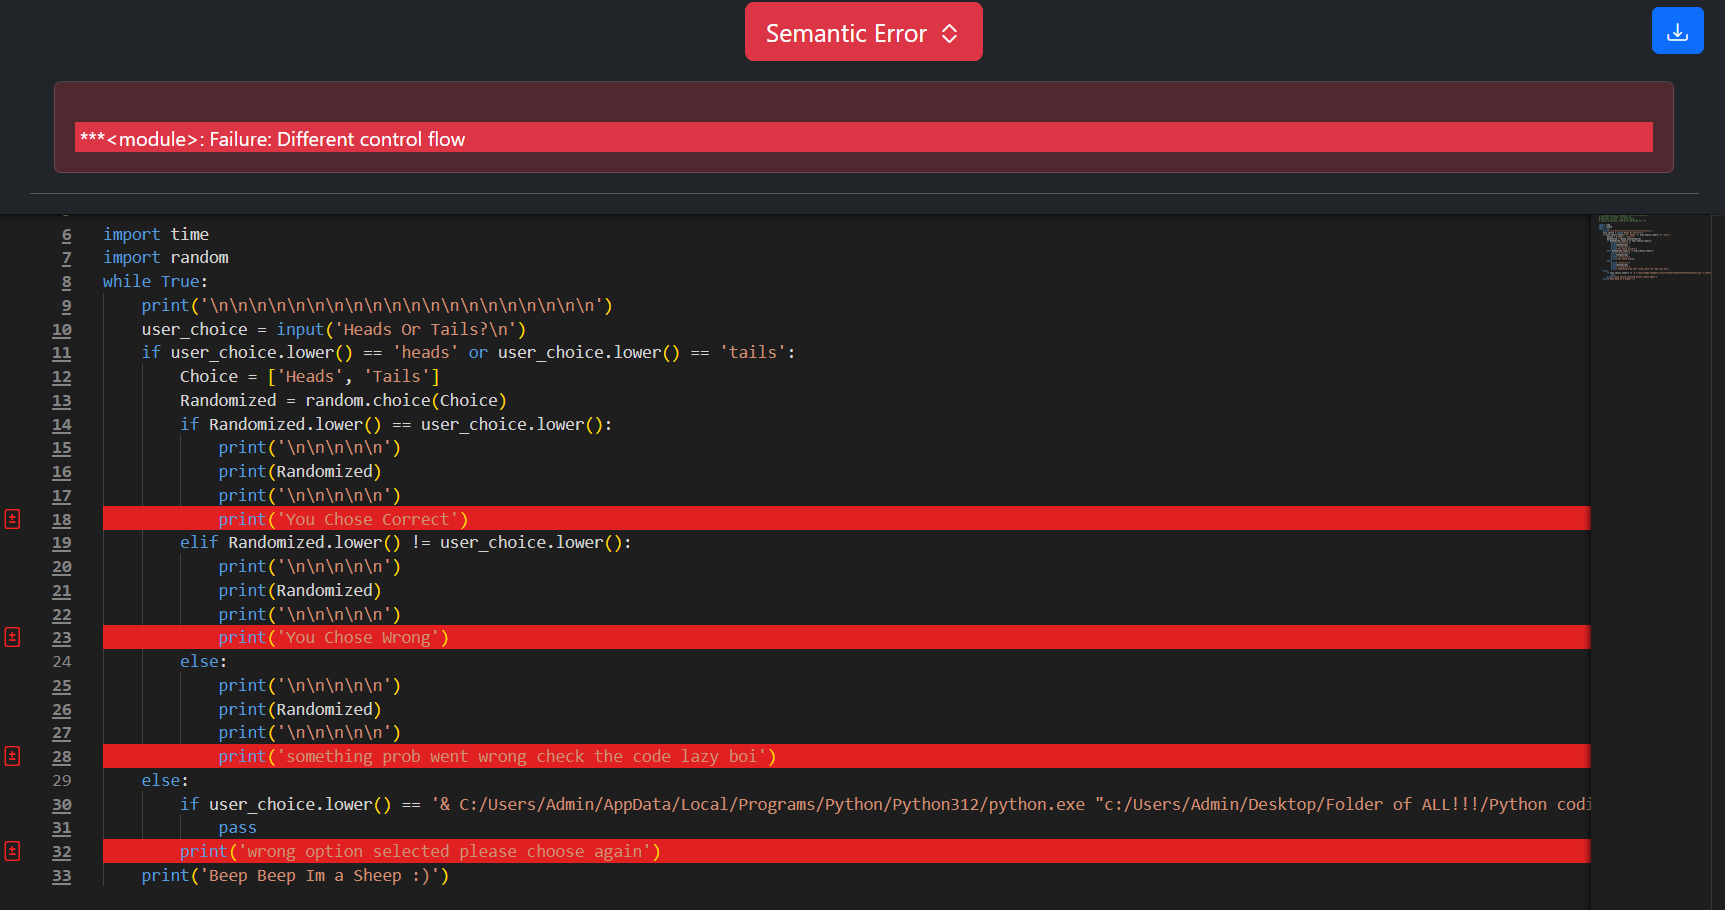 Semantic Error
***<module>: Failure: Different control flow
6 import time
7 import random
8 while True:
9 print('\n\n\n\n\n\n\n\n\n\n\n\n\n\n\n\n\n\n\n\n')
10 user_choice = input('Heads Or Tails?\n')
11 if user_choice.lower() == 'heads' or user_choice.lower() == 'tails':
12 Choice = ['Heads', 'Tails']
13 Randomized = random.choice(Choice)
14 if Randomized.lower() == user_choice.lower():
15 print('\n\n\n\n\n')
16 print(Randomized)
17 print('\n\n\n\n\n')
18 print('You Chose Correct')
19 elif Randomized.lower() != user_choice.lower():
20 print('\n\n\n\n\n')
21 print(Randomized)
22 print('\n\n\n\n\n')
23 print('You Chose Wrong')
24 else:
25 print('\n\n\n\n\n')
26 print(Randomized)
27 print('\n\n\n\n\n')
28 print('something prob went wrong check the code lazy boi')
29 else:
30 if user_choice.lower() == '& C:/Users/Admin/AppData/Local/Programs/Python/Python312/python.exe "c:/Users/Admin/Desktop/Folder of ALL!!!/Python codi
31 pass
32 print('wrong option selected please choose again')
33 print('Beep Beep Im a Sheep :)')